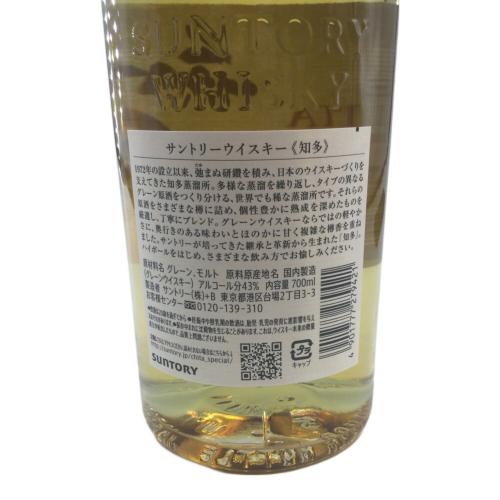 SUNTORY
WHISKY
サントリーウイスキー《知多》
1972年の設立以来、弛まぬ研鑽を積み、日本のウイスキーづくりを
支えてきた知多蒸溜所。多様な蒸溜を繰り返し、タイプの異なる
グレーン原酒をつくり分ける、世界でも稀な蒸溜所です。それらの
原酒をさまざまな樽に詰め、個性豊かに熟成を深めたものを
厳選し、丁寧にブレンド。グレーンウイスキーならではの軽やか
さに、奥行きのある味わいとほのかに甘く複雑な樽香を重ね
ました。サントリーが培ってきた継承と革新から生まれた「知多」。
ハイボールをはじめ、さまざまな飲み方でお愉しみください。
原材料名 グレーン、モルト 原料原産地名 国内製造
(グレーンウイスキー) アルコール分43% 内容量 700ml
製造者 サントリー(株)+B 東京都港区台場2丁目3-3
お客様センター 0120-139-310
http://suntory.jp/chita_special/
SUNTORY
プラ
キャップ
4 901777 279421